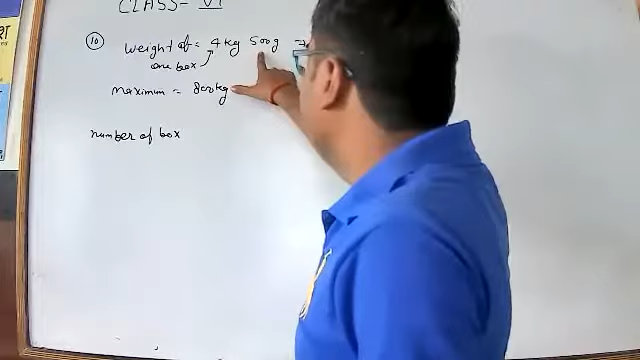 CLASS- VI
10 Weight of = 4 kg 500g
one box
maximum = 800kg
number of box